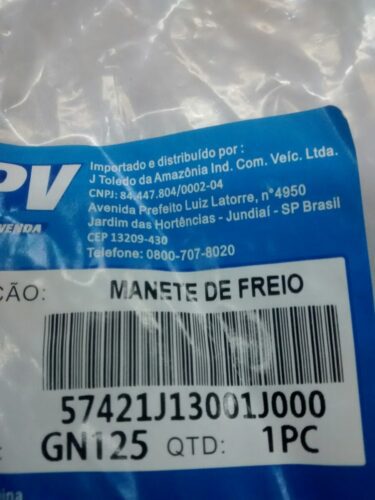 Importado e distribuído por :
J Toledo da Amazônia Ind. Com. Veíc. Ltda.
CNPJ: 84.447.804/0002-04
PV
Avenida Prefeito Luiz Latorre, n°4950
VENDA
Jardim das Hortências - Jundiaí - SP Brasil
CEP 13209-430
Telefone: 0800-707-8020
ÇÃO: MANETE DE FREIO
57421J13001J000
: GN125 QTD: 1PC